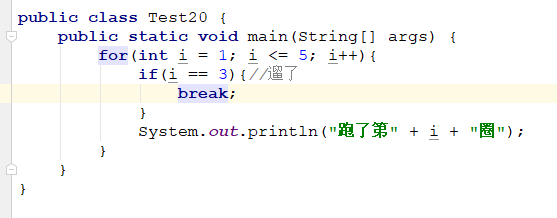 public class Test20 {
    public static void main(String[] args) {
        for(int i = 1; i <= 5; i++){
            if(i == 3){//遛了
                break;
            }
            System.out.println("跑了第" + i + "圈");
        }
    }
}